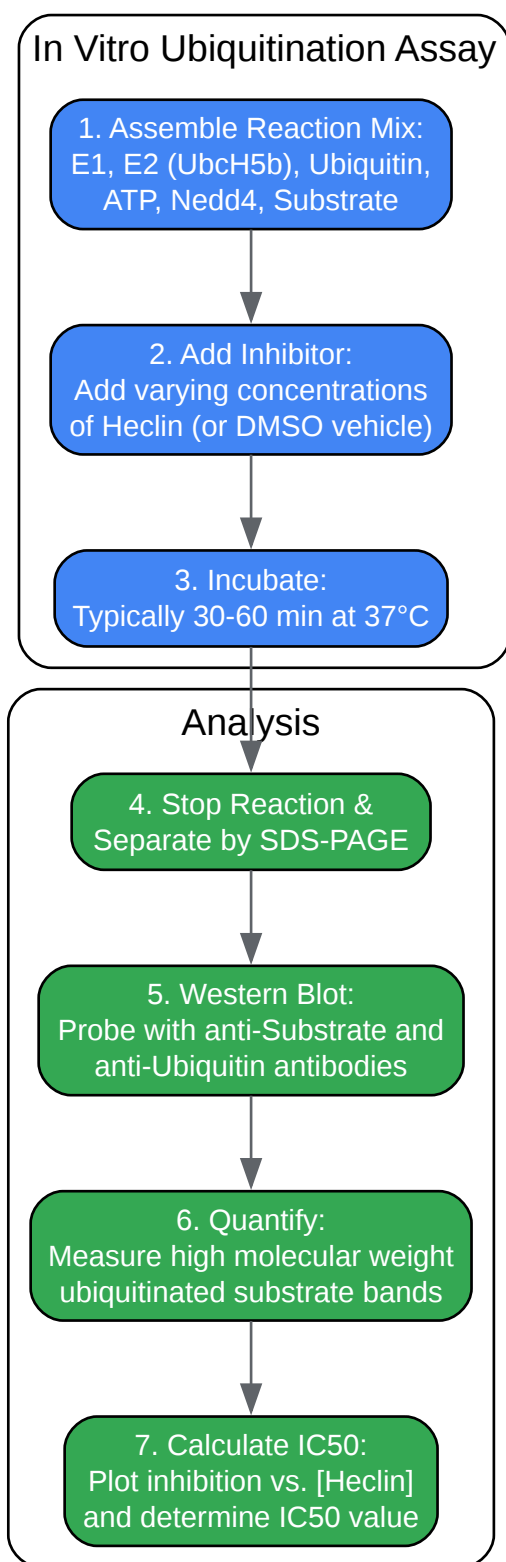 In Vitro Ubiquitination Assay
1. Assemble Reaction Mix:
E1, E2 (UbcH5b), Ubiquitin,
ATP, Nedd4, Substrate
2. Add Inhibitor:
Add varying concentrations
of Heclin (or DMSO vehicle)
3. Incubate:
Typically 30-60 min at 37°C
Analysis
4. Stop Reaction &
Separate by SDS-PAGE
5. Western Blot:
Probe with anti-Substrate and
anti-Ubiquitin antibodies
6. Quantify:
Measure high molecular weight
ubiquitinated substrate bands
7. Calculate IC50:
Plot inhibition vs. [Heclin]
and determine IC50 value